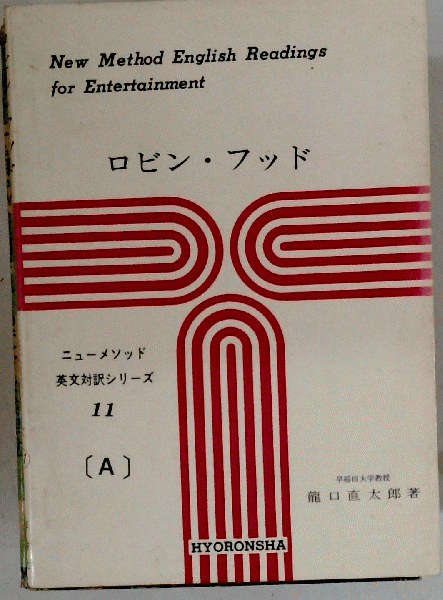 New Method English Readings
for Entertainment
ロビン・フッド
ニューメソッド
英文対訳シリーズ
11
〔A〕
早稲田大学教授
龍口直太郎著
HYORONSHA